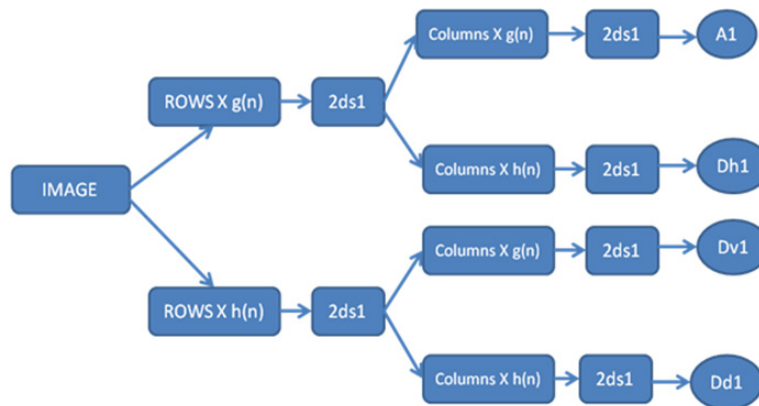 Columns X g(n)
2ds1
A1
ROWS X g(n)
2ds1
Columns X h(n)
2ds1
Dh1
IMAGE
Columns X g(n)
2ds1
Dv1
ROWS X h(n)
2ds1
Columns X h(n)
2ds1
Dd1